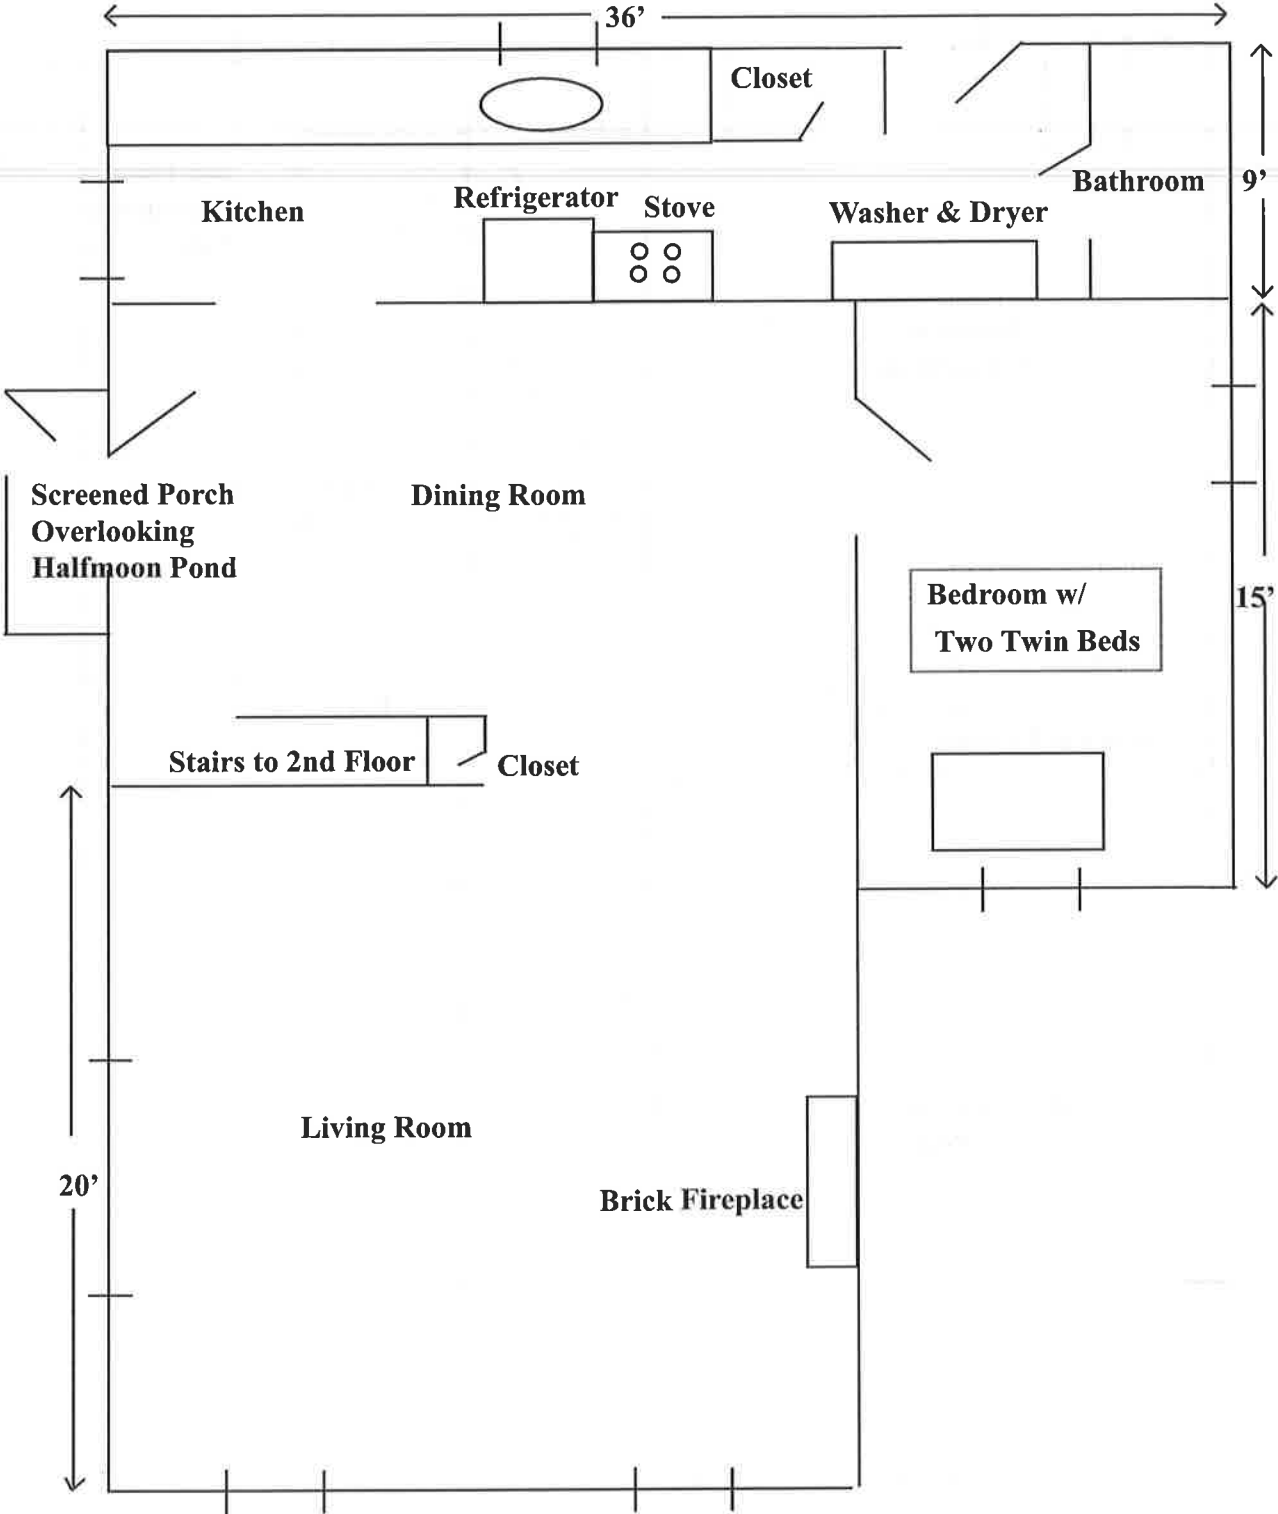 36’
Closet
Kitchen
Refrigerator
Stove
Washer & Dryer
Bathroom
9’
Screened Porch
Overlooking
Halfmoon Pond
Dining Room
Bedroom w/
Two Twin Beds
15’
Stairs to 2nd Floor
Closet
Living Room
20’
Brick Fireplace